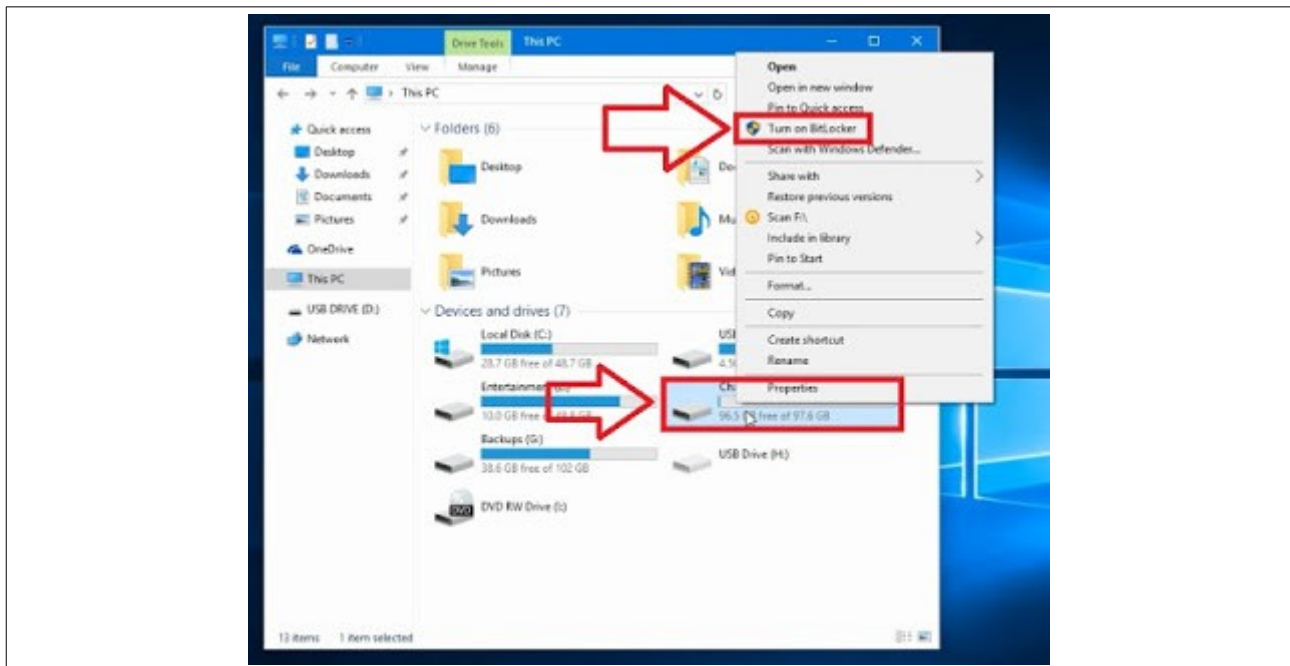 Drive Tools This PC
File Computer View Manage
This PC
Quick access
Desktop
Downloads
Documents
Pictures
OneDrive
This PC
USB DRIVE (D:)
Network
Folders (6)
Desktop
Downloads
Pictures
Devices and drives (7)
Local Disk (C:)
28.7 GB free of 48.7 GB
Entertainmen
10.0 GB free
Backups (G:)
38.6 GB free of 102 GB
USB Drive (H:)
DVD
DVD RW Drive (I:)
96.5 GB free of 97.6 GB
Open
Open in new window
Pin to Quick access
Turn on BitLocker
Scan with Windows Defender...
Share with
Restore previous versions
Scan F:\
Include in library
Pin to Start
Format...
Copy
Create shortcut
Rename
Properties
13 items 1 item selected